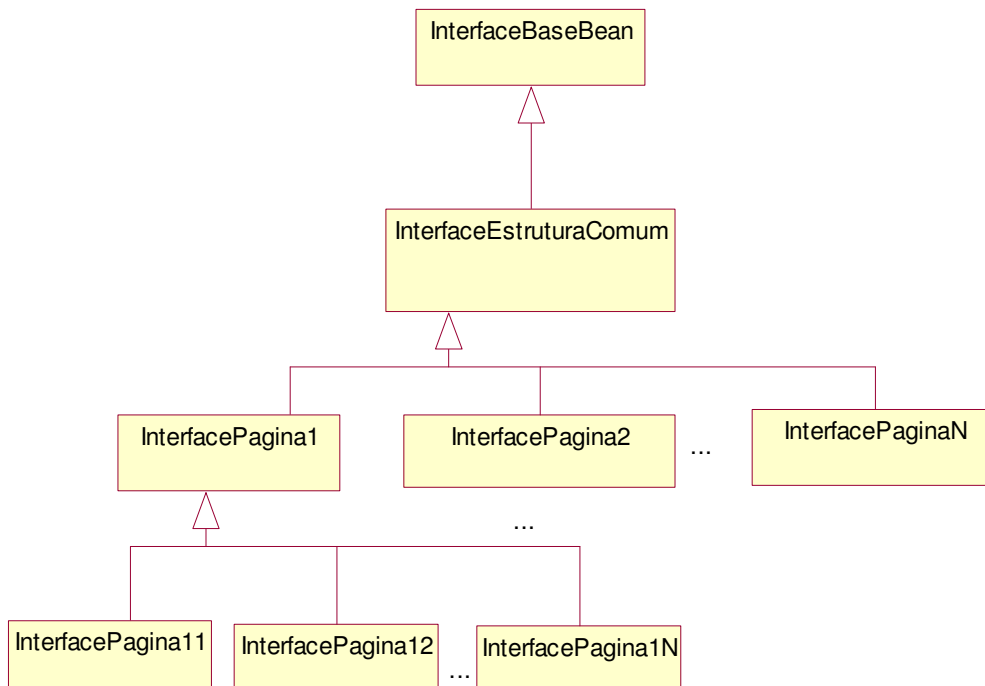 InterfaceBaseBean
InterfaceEstruturaComum
InterfacePagina1
InterfacePagina2
...
InterfacePaginaN
...
InterfacePagina11
InterfacePagina12
...
InterfacePagina1N